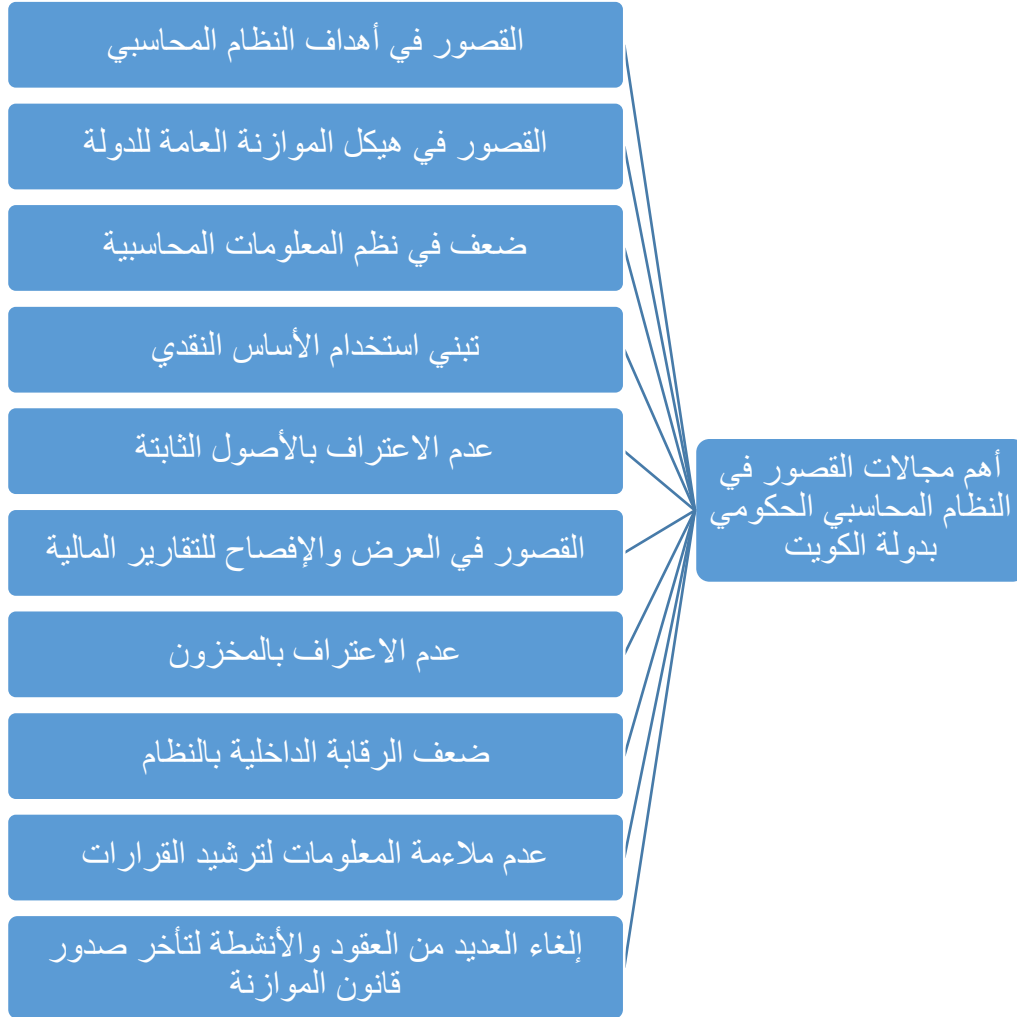 أهم مجالات القصور في
النظام المحاسبي الحكومي
بدولة الكويت
القصور في أهداف النظام المحاسبي
القصور في هيكل الموازنة العامة للدولة
ضعف في نظم المعلومات المحاسبية
تبني استخدام الأساس النقدي
عدم الاعتراف بالأصول الثابتة
القصور في العرض والإفصاح للتقارير المالية
عدم الاعتراف بالمخزون
ضعف الرقابة الداخلية بالنظام
عدم ملاءمة المعلومات لترشيد القرارات
إلغاء العديد من العقود والأنشطة لتأخر صدور
قانون الموازنة